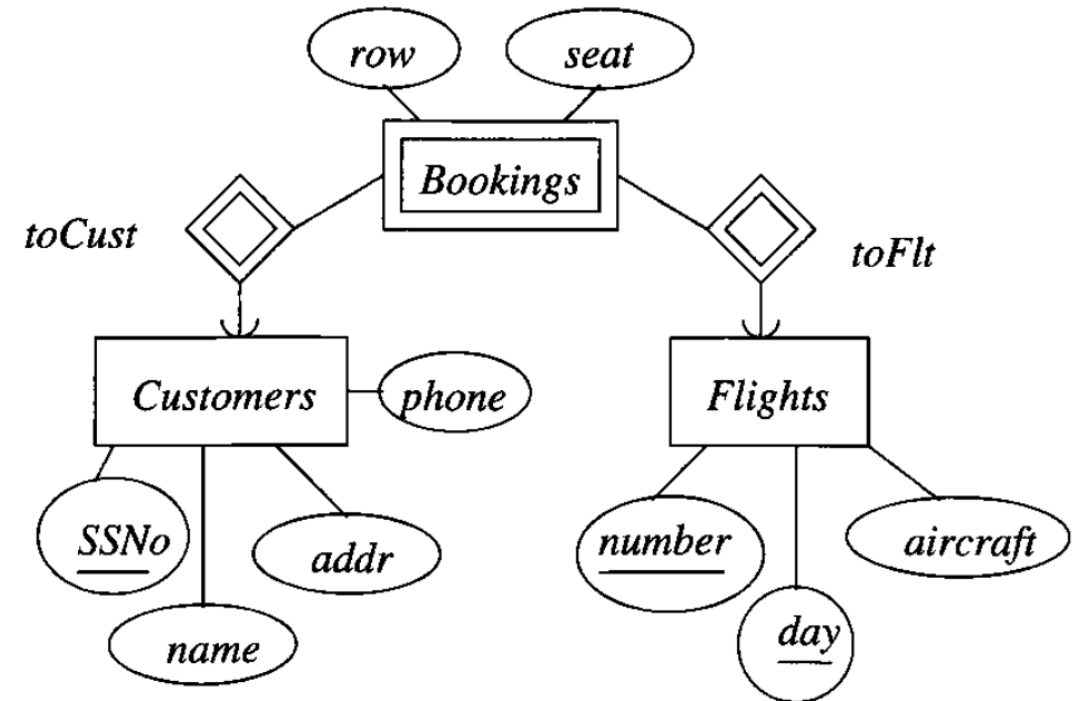 row
seat
Bookings
toCust
toFlt
Customers
phone
Flights
SSNo
addr
number
aircraft
name
day